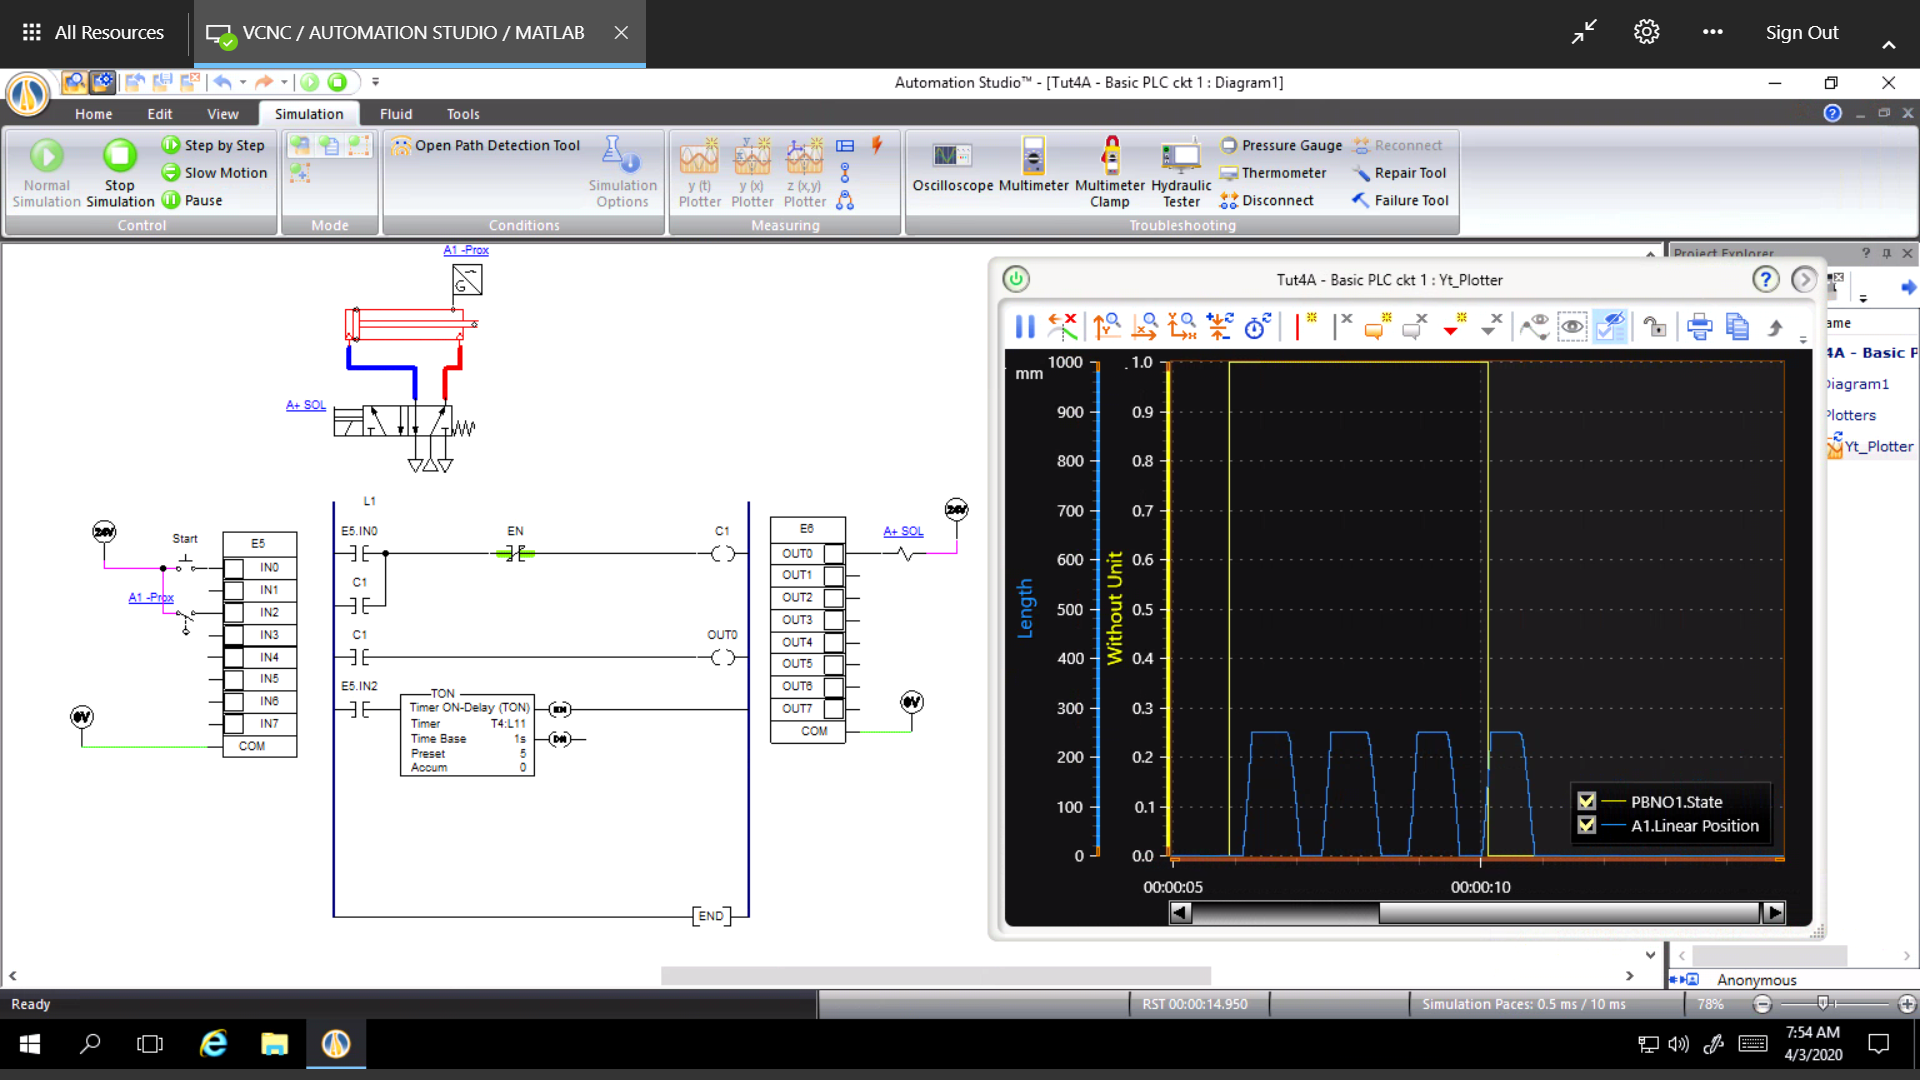 All Resources
VCNC / AUTOMATION STUDIO / MATLAB
Sign Out
Automation Studio™ - [Tut4A - Basic PLC ckt 1 : Diagram1]
Home Edit View Simulation Fluid Tools
Normal Simulation
Stop Simulation
Step by Step
Slow Motion
Pause
Control
Mode
Open Path Detection Tool
Simulation Options
Conditions
y (t) Plotter
y (x) Plotter
z (x,y) Plotter
Measuring
Oscilloscope
Multimeter
Multimeter Clamp
Hydraulic Tester
Pressure Gauge
Thermometer
Disconnect
Reconnect
Repair Tool
Failure Tool
Troubleshooting
A1 -Prox
G
A+ SOL
24V
Start
A1 -Prox
0V
E5
IN0
IN1
IN2
IN3
IN4
IN5
IN6
IN7
COM
L1
E5.IN0
EN
C1
C1
C1
OUT0
E5.IN2
TON
Timer ON-Delay (TON)
Timer T4:L11
Time Base 1s
Preset 5
Accum 0
EN
DN
END
E6
OUT0
OUT1
OUT2
OUT3
OUT4
OUT5
OUT6
OUT7
COM
A+ SOL
24V
0V
Tut4A - Basic PLC ckt 1 : Yt_Plotter
mm
Length
1000
900
800
700
600
500
400
300
200
100
0
Without Unit
1.0
0.9
0.8
0.7
0.6
0.5
0.4
0.3
0.2
0.1
0.0
PBNO1.State
A1.Linear Position
00:00:05
00:00:10
Project Explorer
ame
4A - Basic P
Diagram1
Plotters
Yt_Plotter
Anonymous
Ready
RST 00:00:14.950
Simulation Paces: 0.5 ms / 10 ms
78%
7:54 AM
4/3/2020